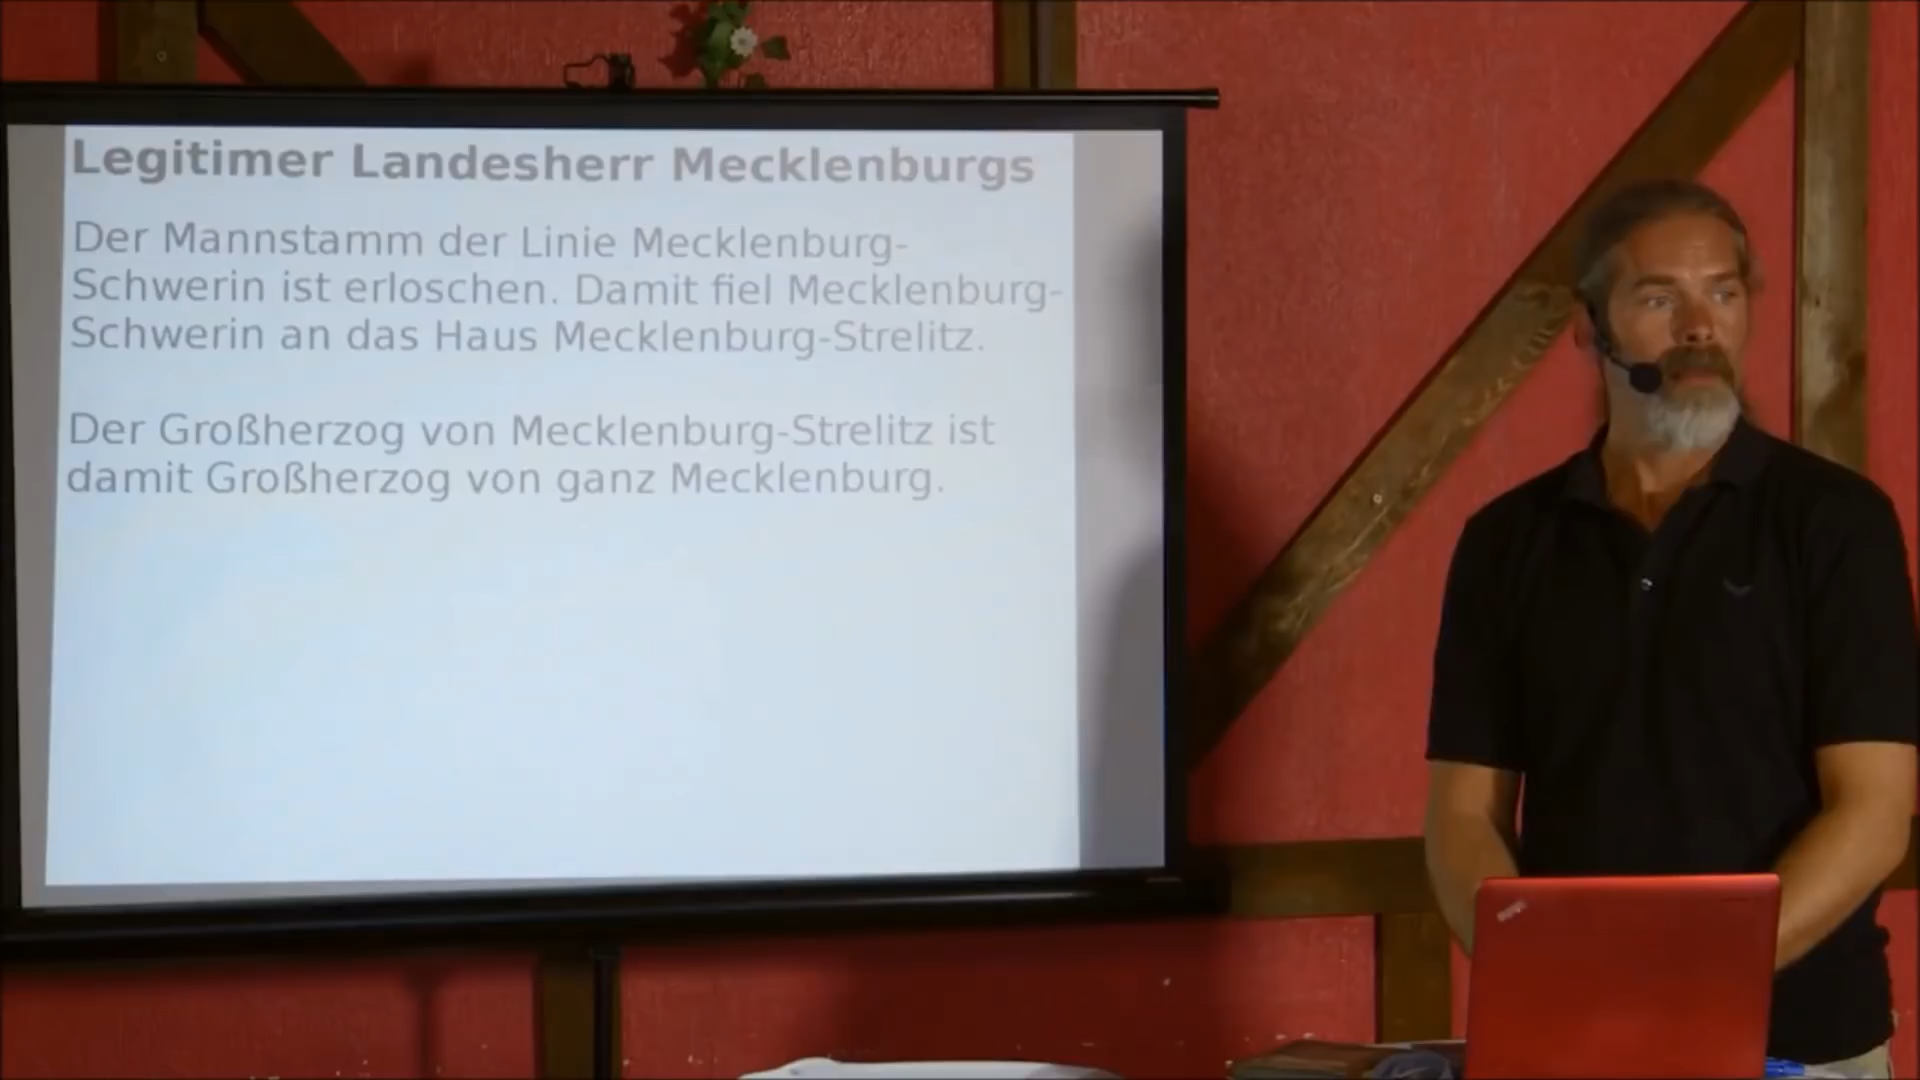 Legitimer Landesherr Mecklenburgs
Der Mannstamm der Linie Mecklenburg-
Schwerin ist erloschen. Damit fiel Mecklenburg-
Schwerin an das Haus Mecklenburg-Strelitz.
Der Großherzog von Mecklenburg-Strelitz ist
damit Großherzog von ganz Mecklenburg.